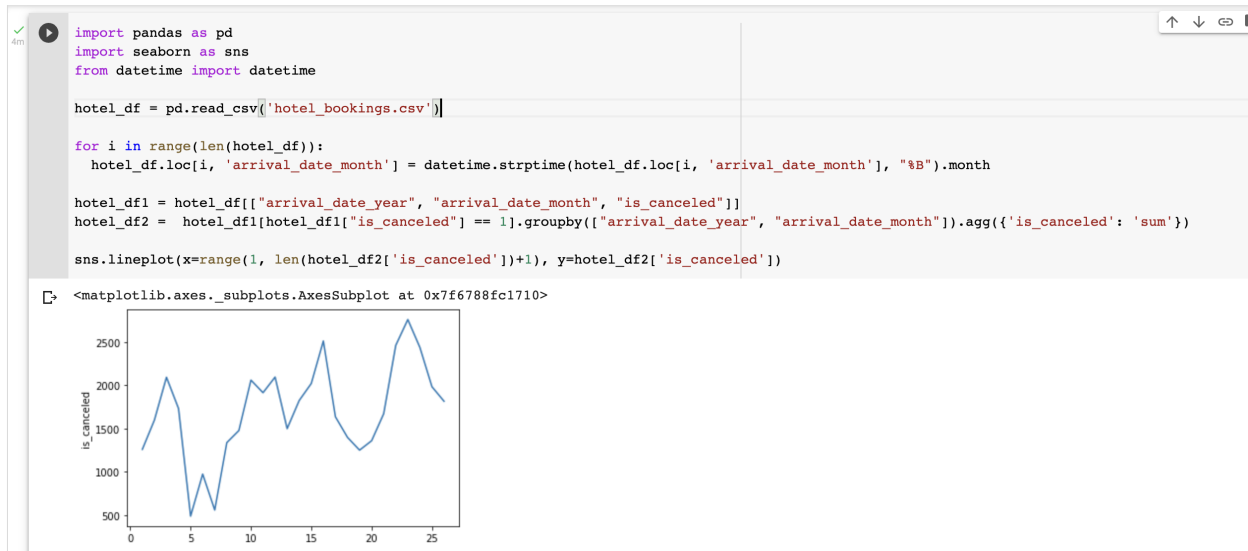 4m
import pandas as pd
import seaborn as sns
from datetime import datetime
hotel_df = pd.read_csv('hotel_bookings.csv')
for i in range(len(hotel_df)):
  hotel_df.loc[i, 'arrival_date_month'] = datetime.strptime(hotel_df.loc[i, 'arrival_date_month'], "%B").month
hotel_df1 = hotel_df[["arrival_date_year", "arrival_date_month", "is_canceled"]]
hotel_df2 =  hotel_df1[hotel_df1["is_canceled"] == 1].groupby(["arrival_date_year", "arrival_date_month"]).agg({'is_canceled': 'sum'})
sns.lineplot(x=range(1, len(hotel_df2['is_canceled'])+1), y=hotel_df2['is_canceled'])
<matplotlib.axes._subplots.AxesSubplot at 0x7f6788fc1710>
2500
2000
1500
1000
500
is_canceled
0 5 10 15 20 25